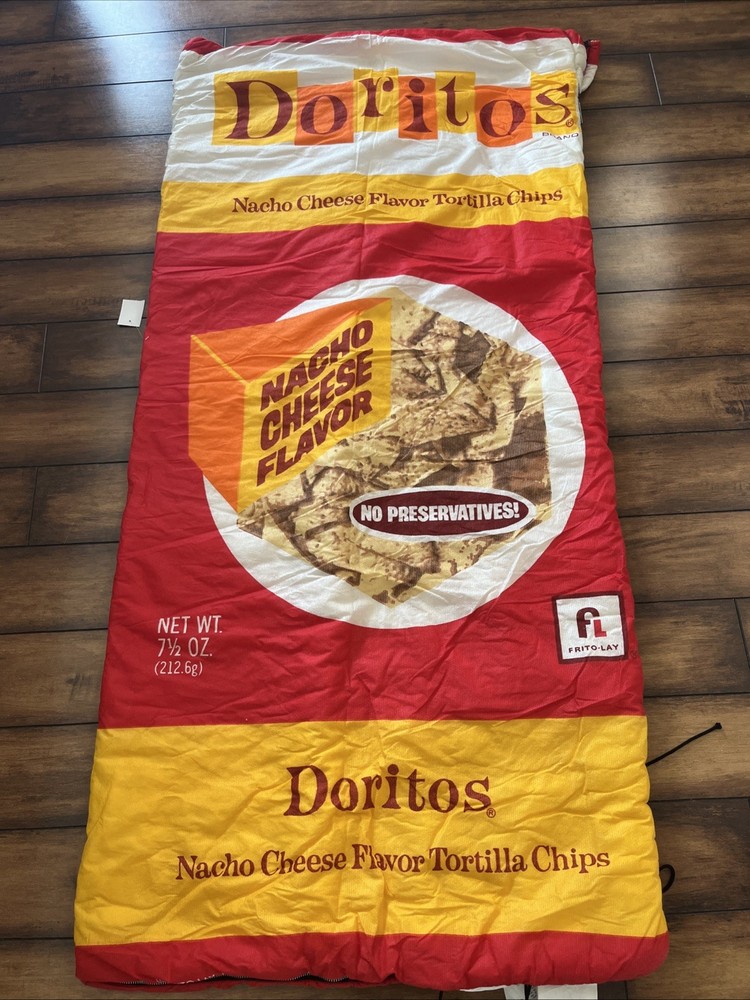 Doritos®
BRAND
Nacho Cheese Flavor Tortilla Chips
NACHO
CHEESE
FLAVOR
NO PRESERVATIVES!
NET WT.
7½ OZ.
(212.6g)
FL
FRITO-LAY
Doritos®
Nacho Cheese Flavor Tortilla Chips